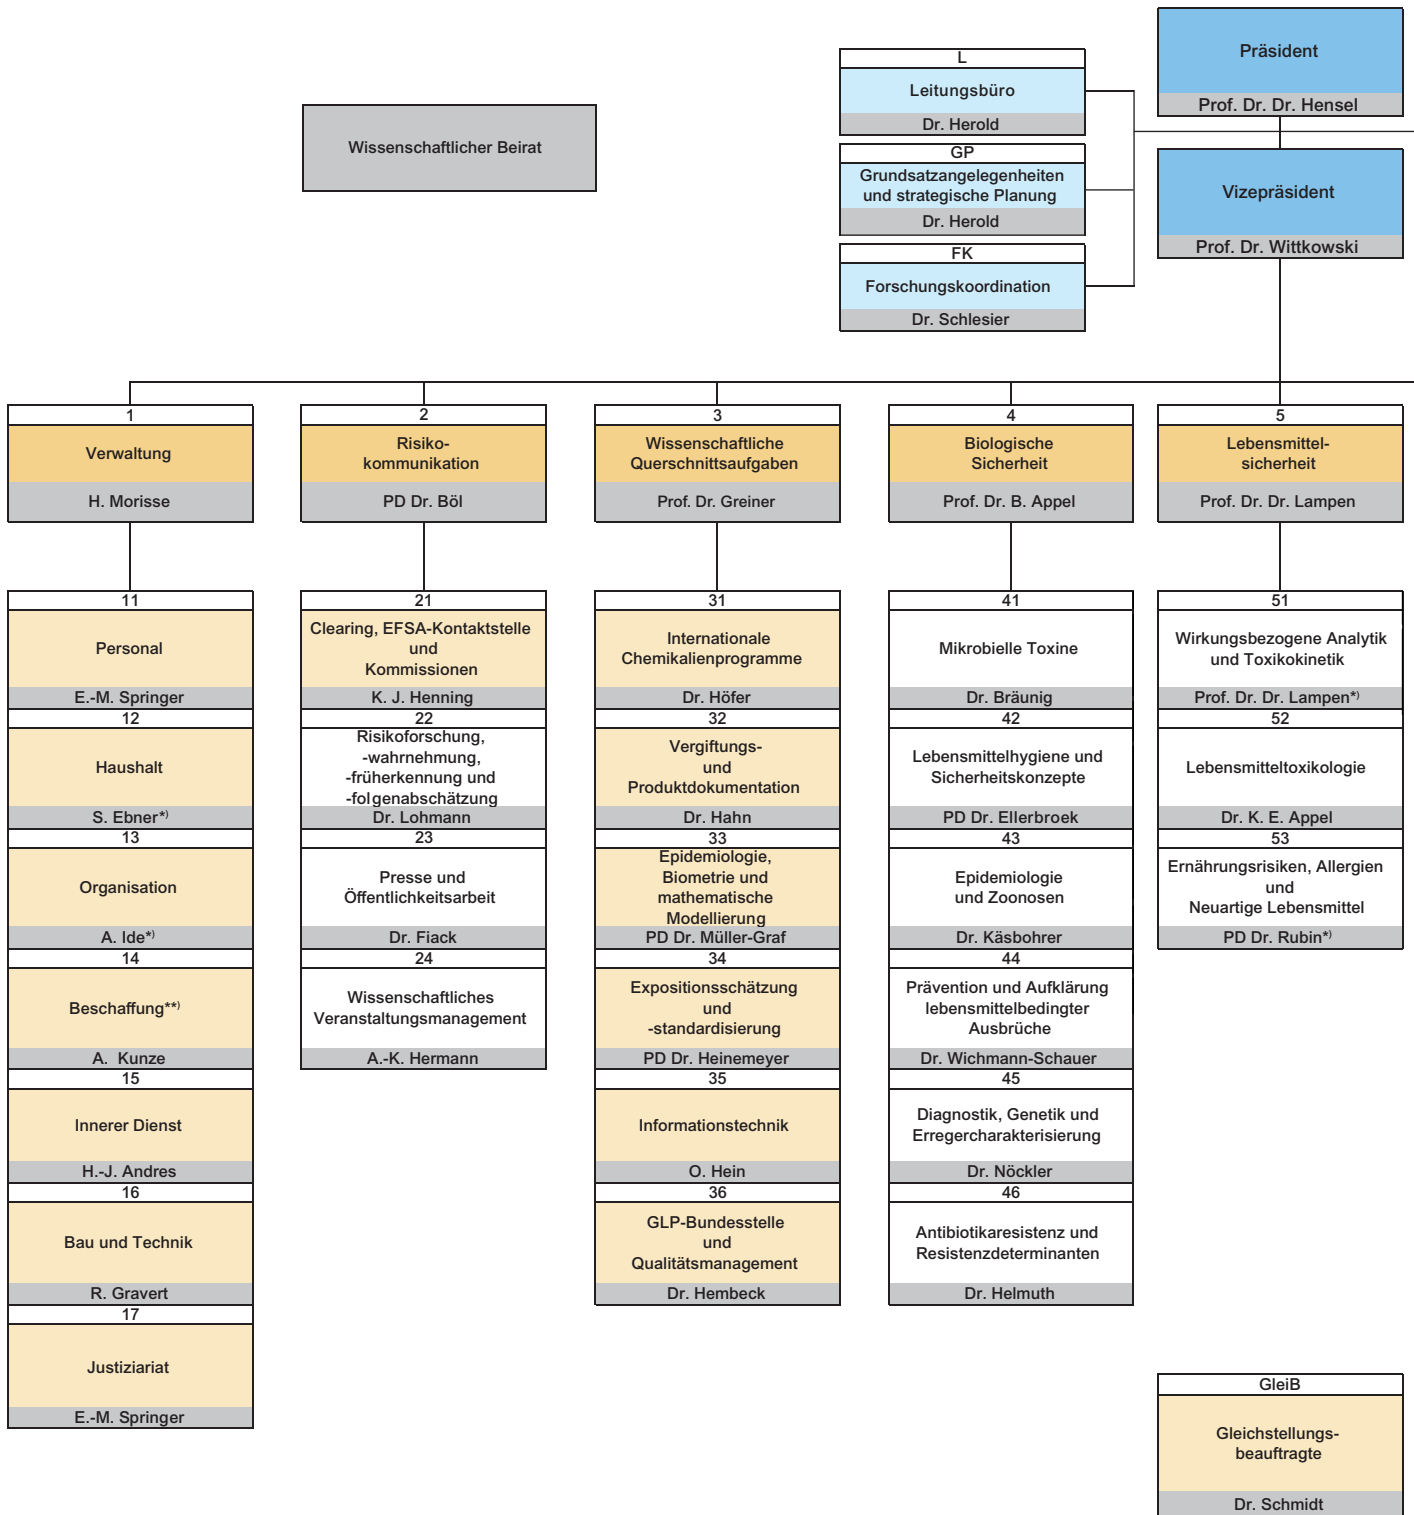 Präsident
Prof. Dr. Dr. Hensel
L
Leitungsbüro
Dr. Herold
Wissenschaftlicher Beirat
GP
Grundsatzangelegenheiten
und strategische Planung
Dr. Herold
Vizepräsident
Prof. Dr. Wittkowski
FK
Forschungskoordination
Dr. Schlesier
1
Verwaltung
H. Morisse
2
Risiko-
kommunikation
PD Dr. Böl
3
Wissenschaftliche
Querschnittsaufgaben
Prof. Dr. Greiner
4
Biologische
Sicherheit
Prof. Dr. B. Appel
5
Lebensmittel-
sicherheit
Prof. Dr. Dr. Lampen
11
Personal
E.-M. Springer
12
Haushalt
S. Ebner*)
13
Organisation
A. Ide*)
14
Beschaffung**)
A. Kunze
15
Innerer Dienst
H.-J. Andres
16
Bau und Technik
R. Gravert
17
Justiziariat
E.-M. Springer
21
Clearing, EFSA-Kontaktstelle
und
Kommissionen
K. J. Henning
22
Risikoforschung,
-wahrnehmung,
-früherkennung und
-folgenabschätzung
Dr. Lohmann
23
Presse und
Öffentlichkeitsarbeit
Dr. Fiack
24
Wissenschaftliches
Veranstaltungsmanagement
A.-K. Hermann
31
Internationale
Chemikalienprogramme
Dr. Höfer
32
Vergiftungs-
und
Produktdokumentation
Dr. Hahn
33
Epidemiologie,
Biometrie und
mathematische
Modellierung
PD Dr. Müller-Graf
34
Expositionsschätzung
und
-standardisierung
PD Dr. Heinemeyer
35
Informationstechnik
O. Hein
36
GLP-Bundesstelle
und
Qualitätsmanagement
Dr. Hembeck
41
Mikrobielle Toxine
Dr. Bräunig
42
Lebensmittelhygiene und
Sicherheitskonzepte
PD Dr. Ellerbroek
43
Epidemiologie
und Zoonosen
Dr. Käsbohrer
44
Prävention und Aufklärung
lebensmittelbedingter
Ausbrüche
Dr. Wichmann-Schauer
45
Diagnostik, Genetik und
Erregercharakterisierung
Dr. Nöckler
46
Antibiotikaresistenz und
Resistenzdeterminanten
Dr. Helmuth
51
Wirkungsbezogene Analytik
und Toxikokinetik
Prof. Dr. Dr. Lampen*)
52
Lebensmitteltoxikologie
Dr. K. E. Appel
53
Ernährungsrisiken, Allergien
und
Neuartige Lebensmittel
PD Dr. Rubin*)
GleiB
Gleichstellungs-
beauftragte
Dr. Schmidt